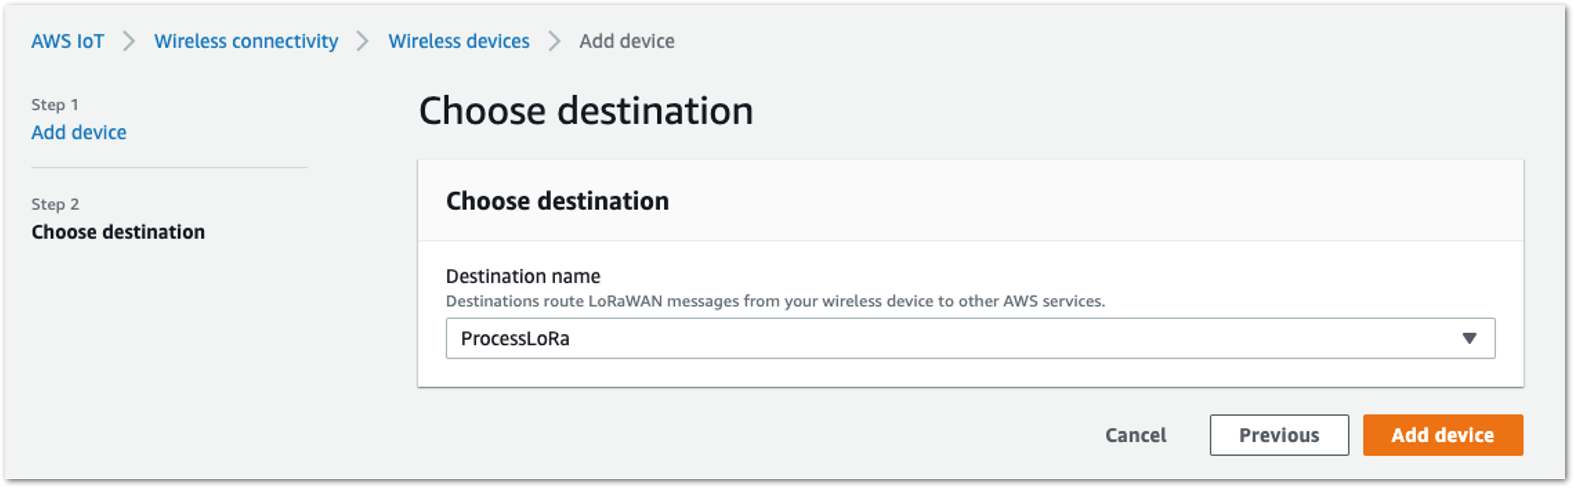 AWS IoT Wireless connectivity Wireless devices Add device
Step 1
Add device
Step 2
Choose destination
Choose destination
Choose destination
Destination name
Destinations route LoRaWAN messages from your wireless device to other AWS services.
ProcessLoRa
Cancel Previous Add device